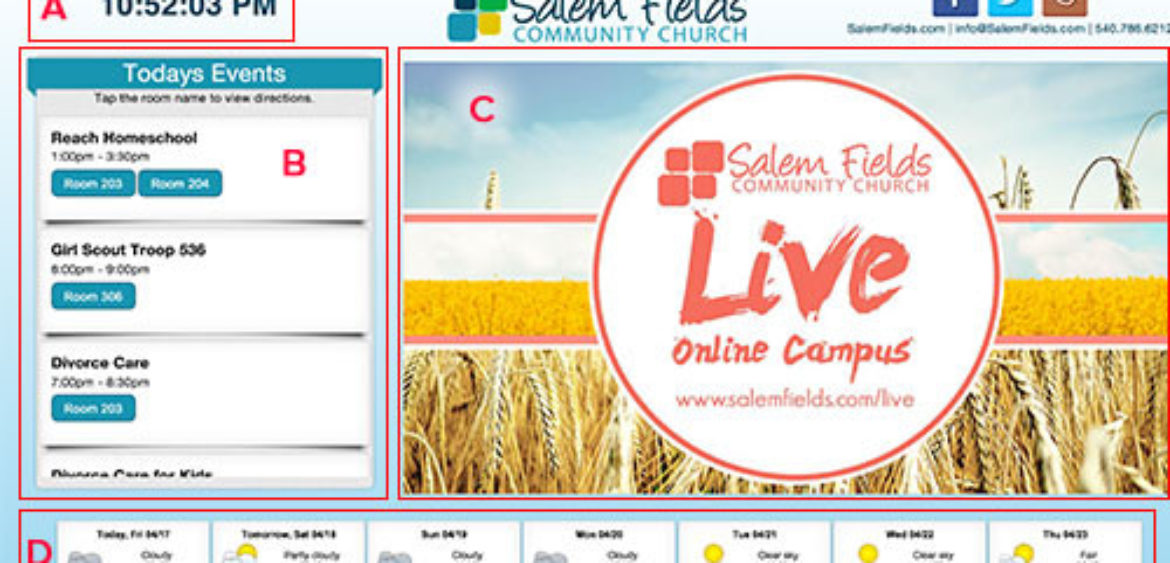 A
10:52:03 PM
Salem Fields
COMMUNITY CHURCH
SalemFields.com | info@SalemFields.com | 540.786.6212
Todays Events
Tap the room name to view directions.
Reach Homeschool
1:00pm - 3:30pm
Room 203 Room 204
B
Girl Scout Troop 536
6:00pm - 9:00pm
Room 306
Divorce Care
7:00pm - 8:30pm
Room 203
Divorce Care for Kids
C
Salem Fields
COMMUNITY CHURCH
Live
Online Campus
www.salemfields.com/live
D
Today, Fri 04/17
Cloudy
Tomorrow, Sat 04/18
Partly cloudy
Sun 04/19
Cloudy
Mon 04/20
Cloudy
Tue 04/21
Clear sky
Wed 04/22
Clear sky
Thu 04/23
Fair